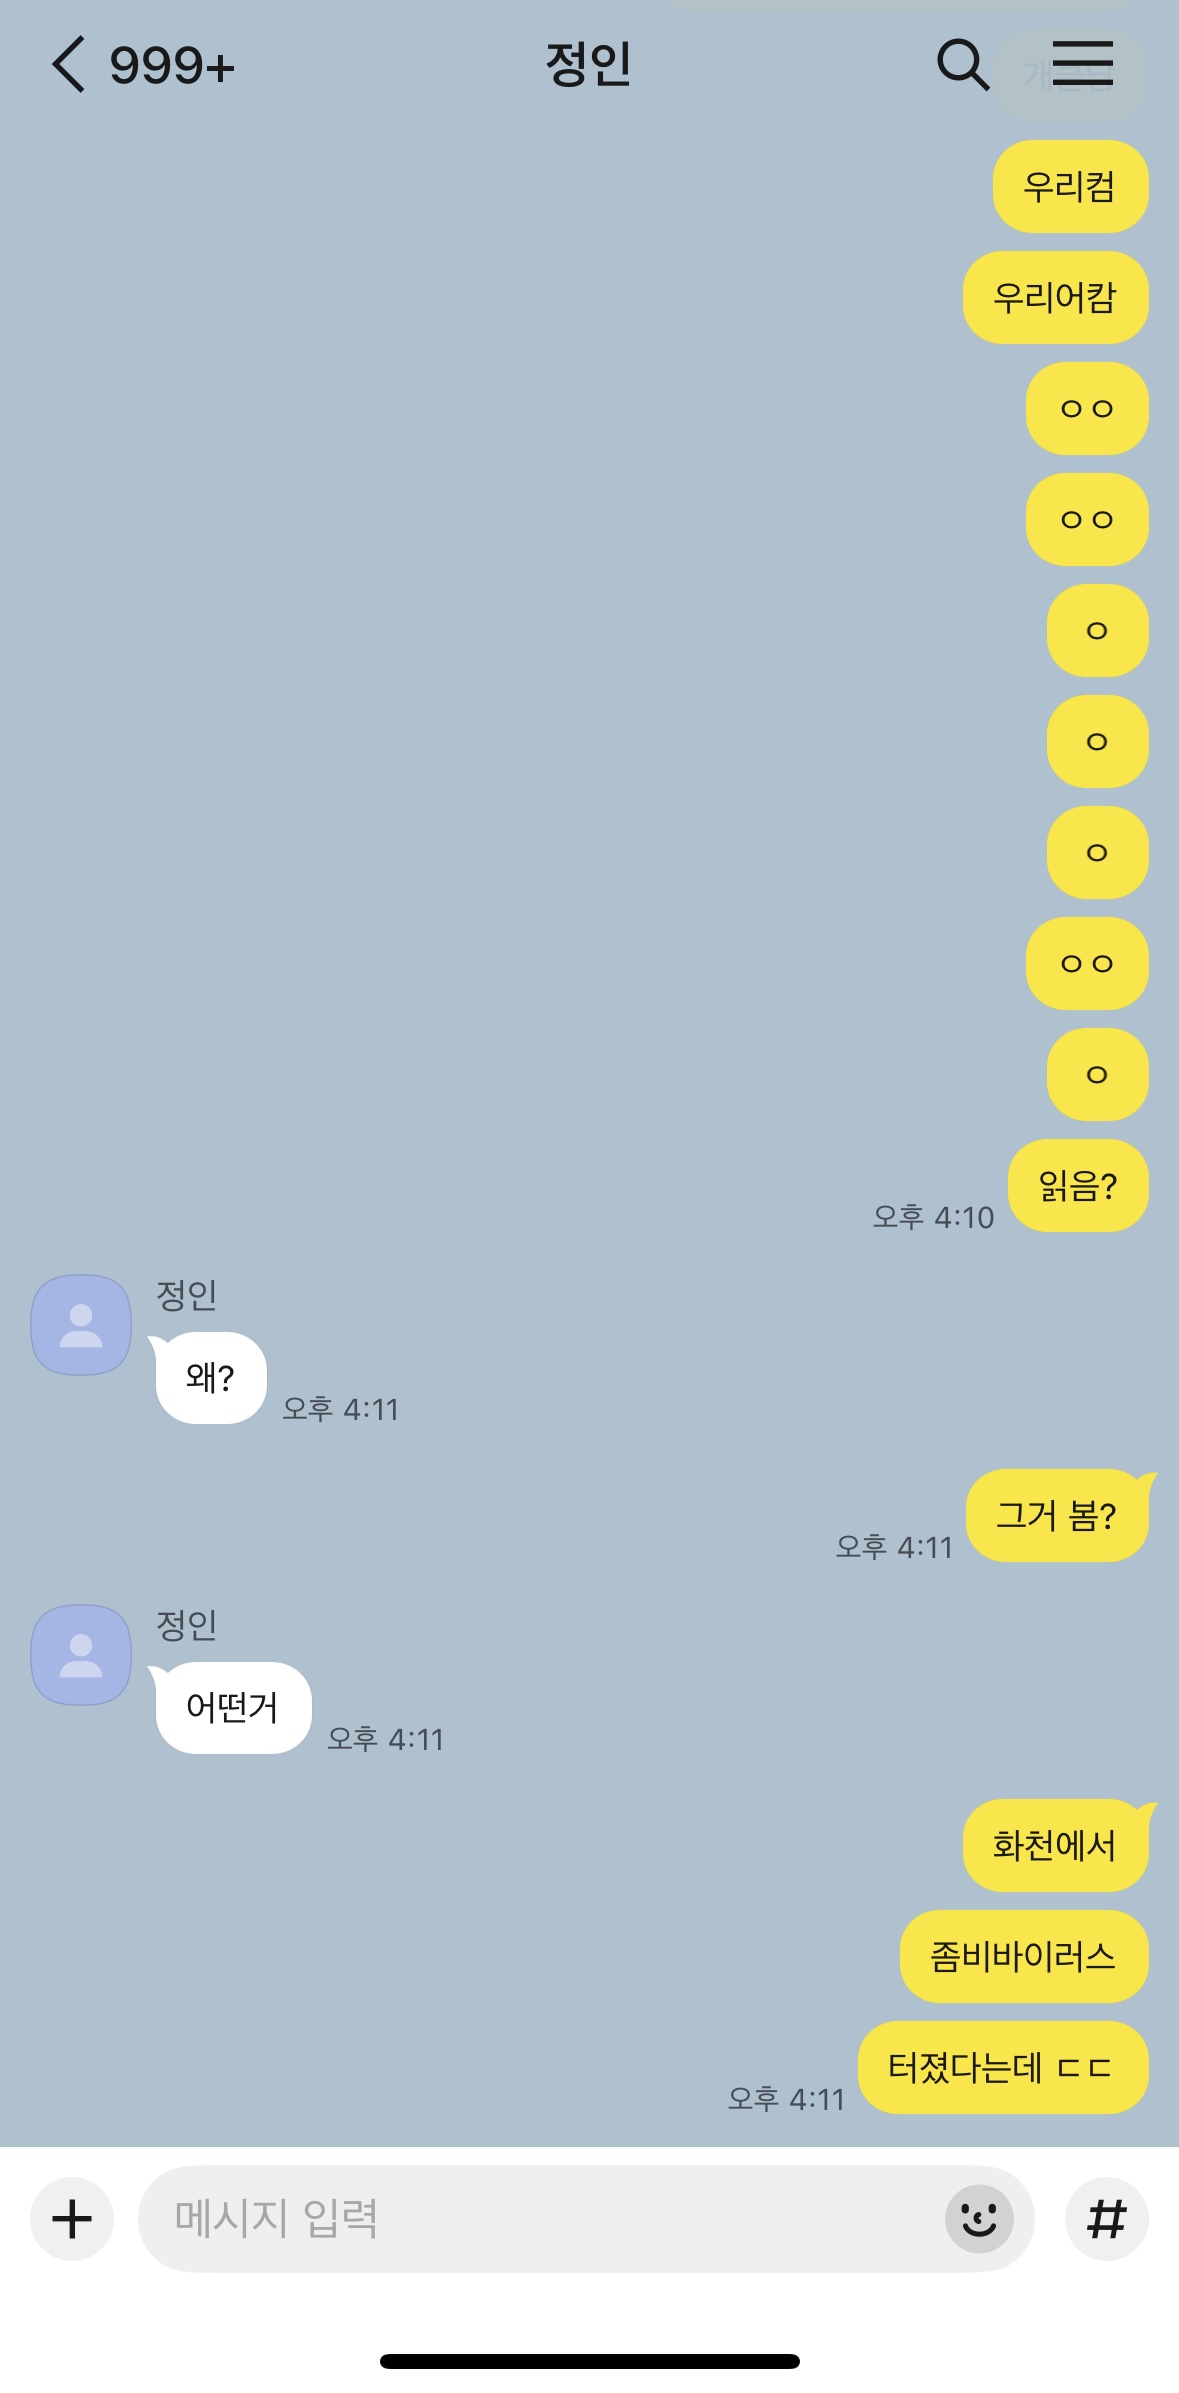 999+
정인
우리컴
우리어캄
ㅇㅇ
ㅇㅇ
ㅇ
ㅇ
ㅇ
ㅇㅇ
ㅇ
읽음?
오후 4:10
정인
왜?
오후 4:11
그거 봄?
오후 4:11
정인
어떤거
오후 4:11
화천에서
좀비바이러스
터졌다는데 ㄷㄷ
오후 4:11
메시지 입력
#